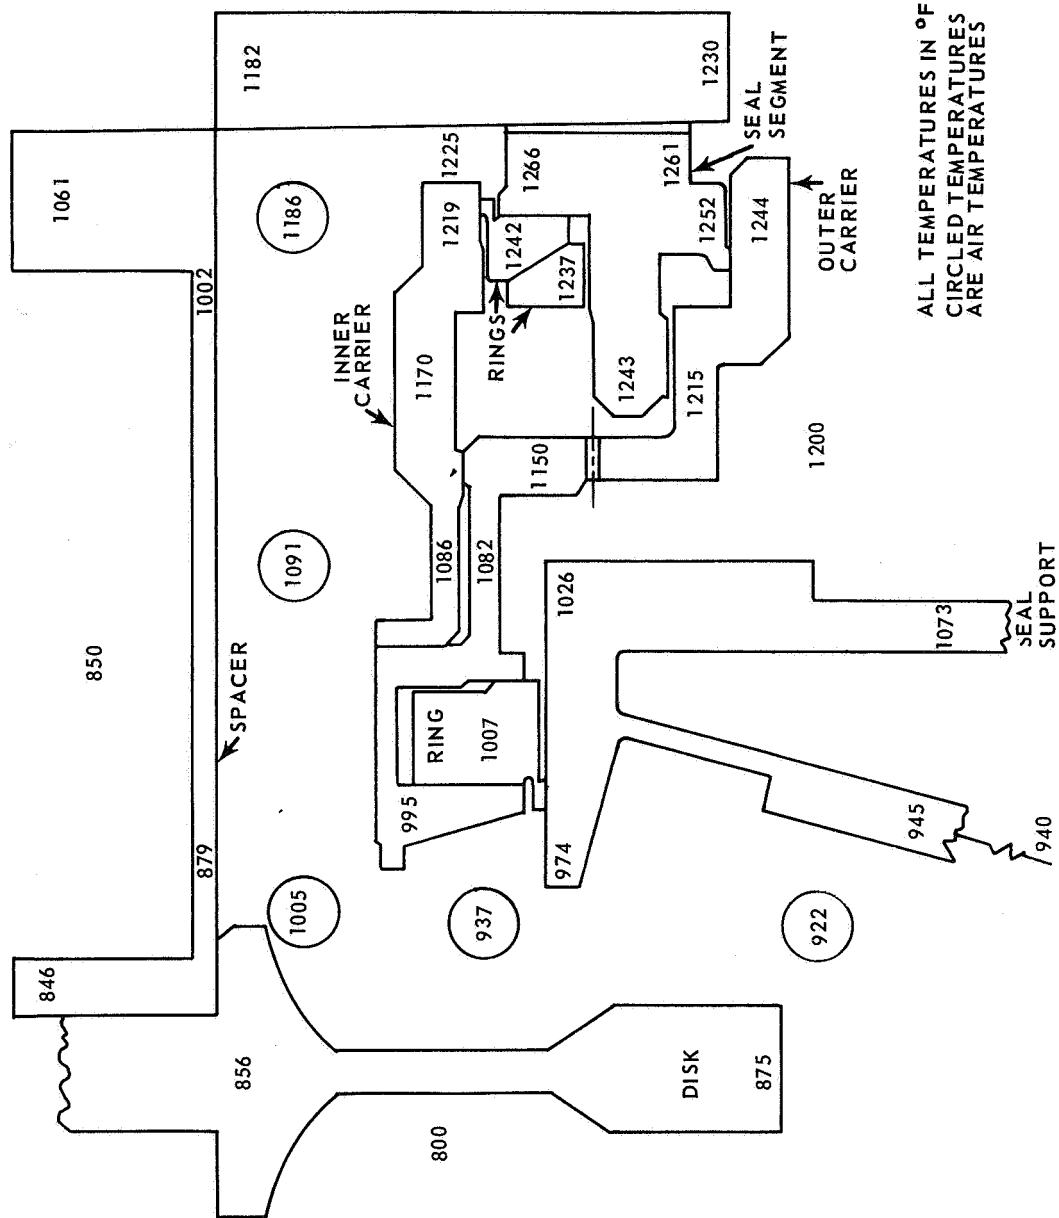 846
1061
850
879
1002
856
SPACER
1182
1005
1091
1186
INNER
CARRIER
995
1170
RING
1086
1219
1225
800
937
1007
1082
RINGS
1242
1266
974
1026
1150
1237
1243
1261
DISK
1215
1252
1230
875
1244
SEAL
SEGMENT
922
1200
OUTER
CARRIER
945
1073
940
SEAL
SUPPORT
ALL TEMPERATURES IN °F
CIRCLED TEMPERATURES
ARE AIR TEMPERATURES